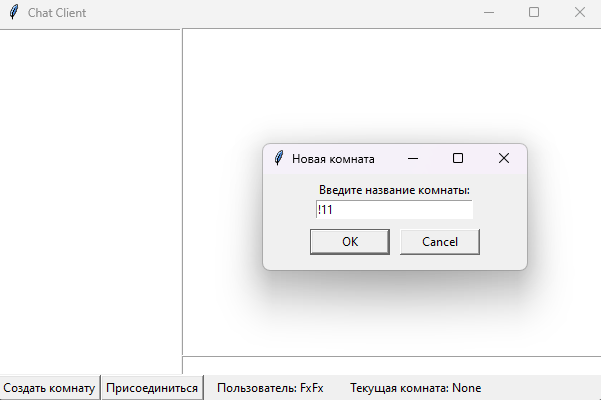 Chat Client
Новая комната
Введите название комнаты:
!11
OK
Cancel
Создать комнату
Присоединиться
Пользователь: FxFx
Текущая комната: None